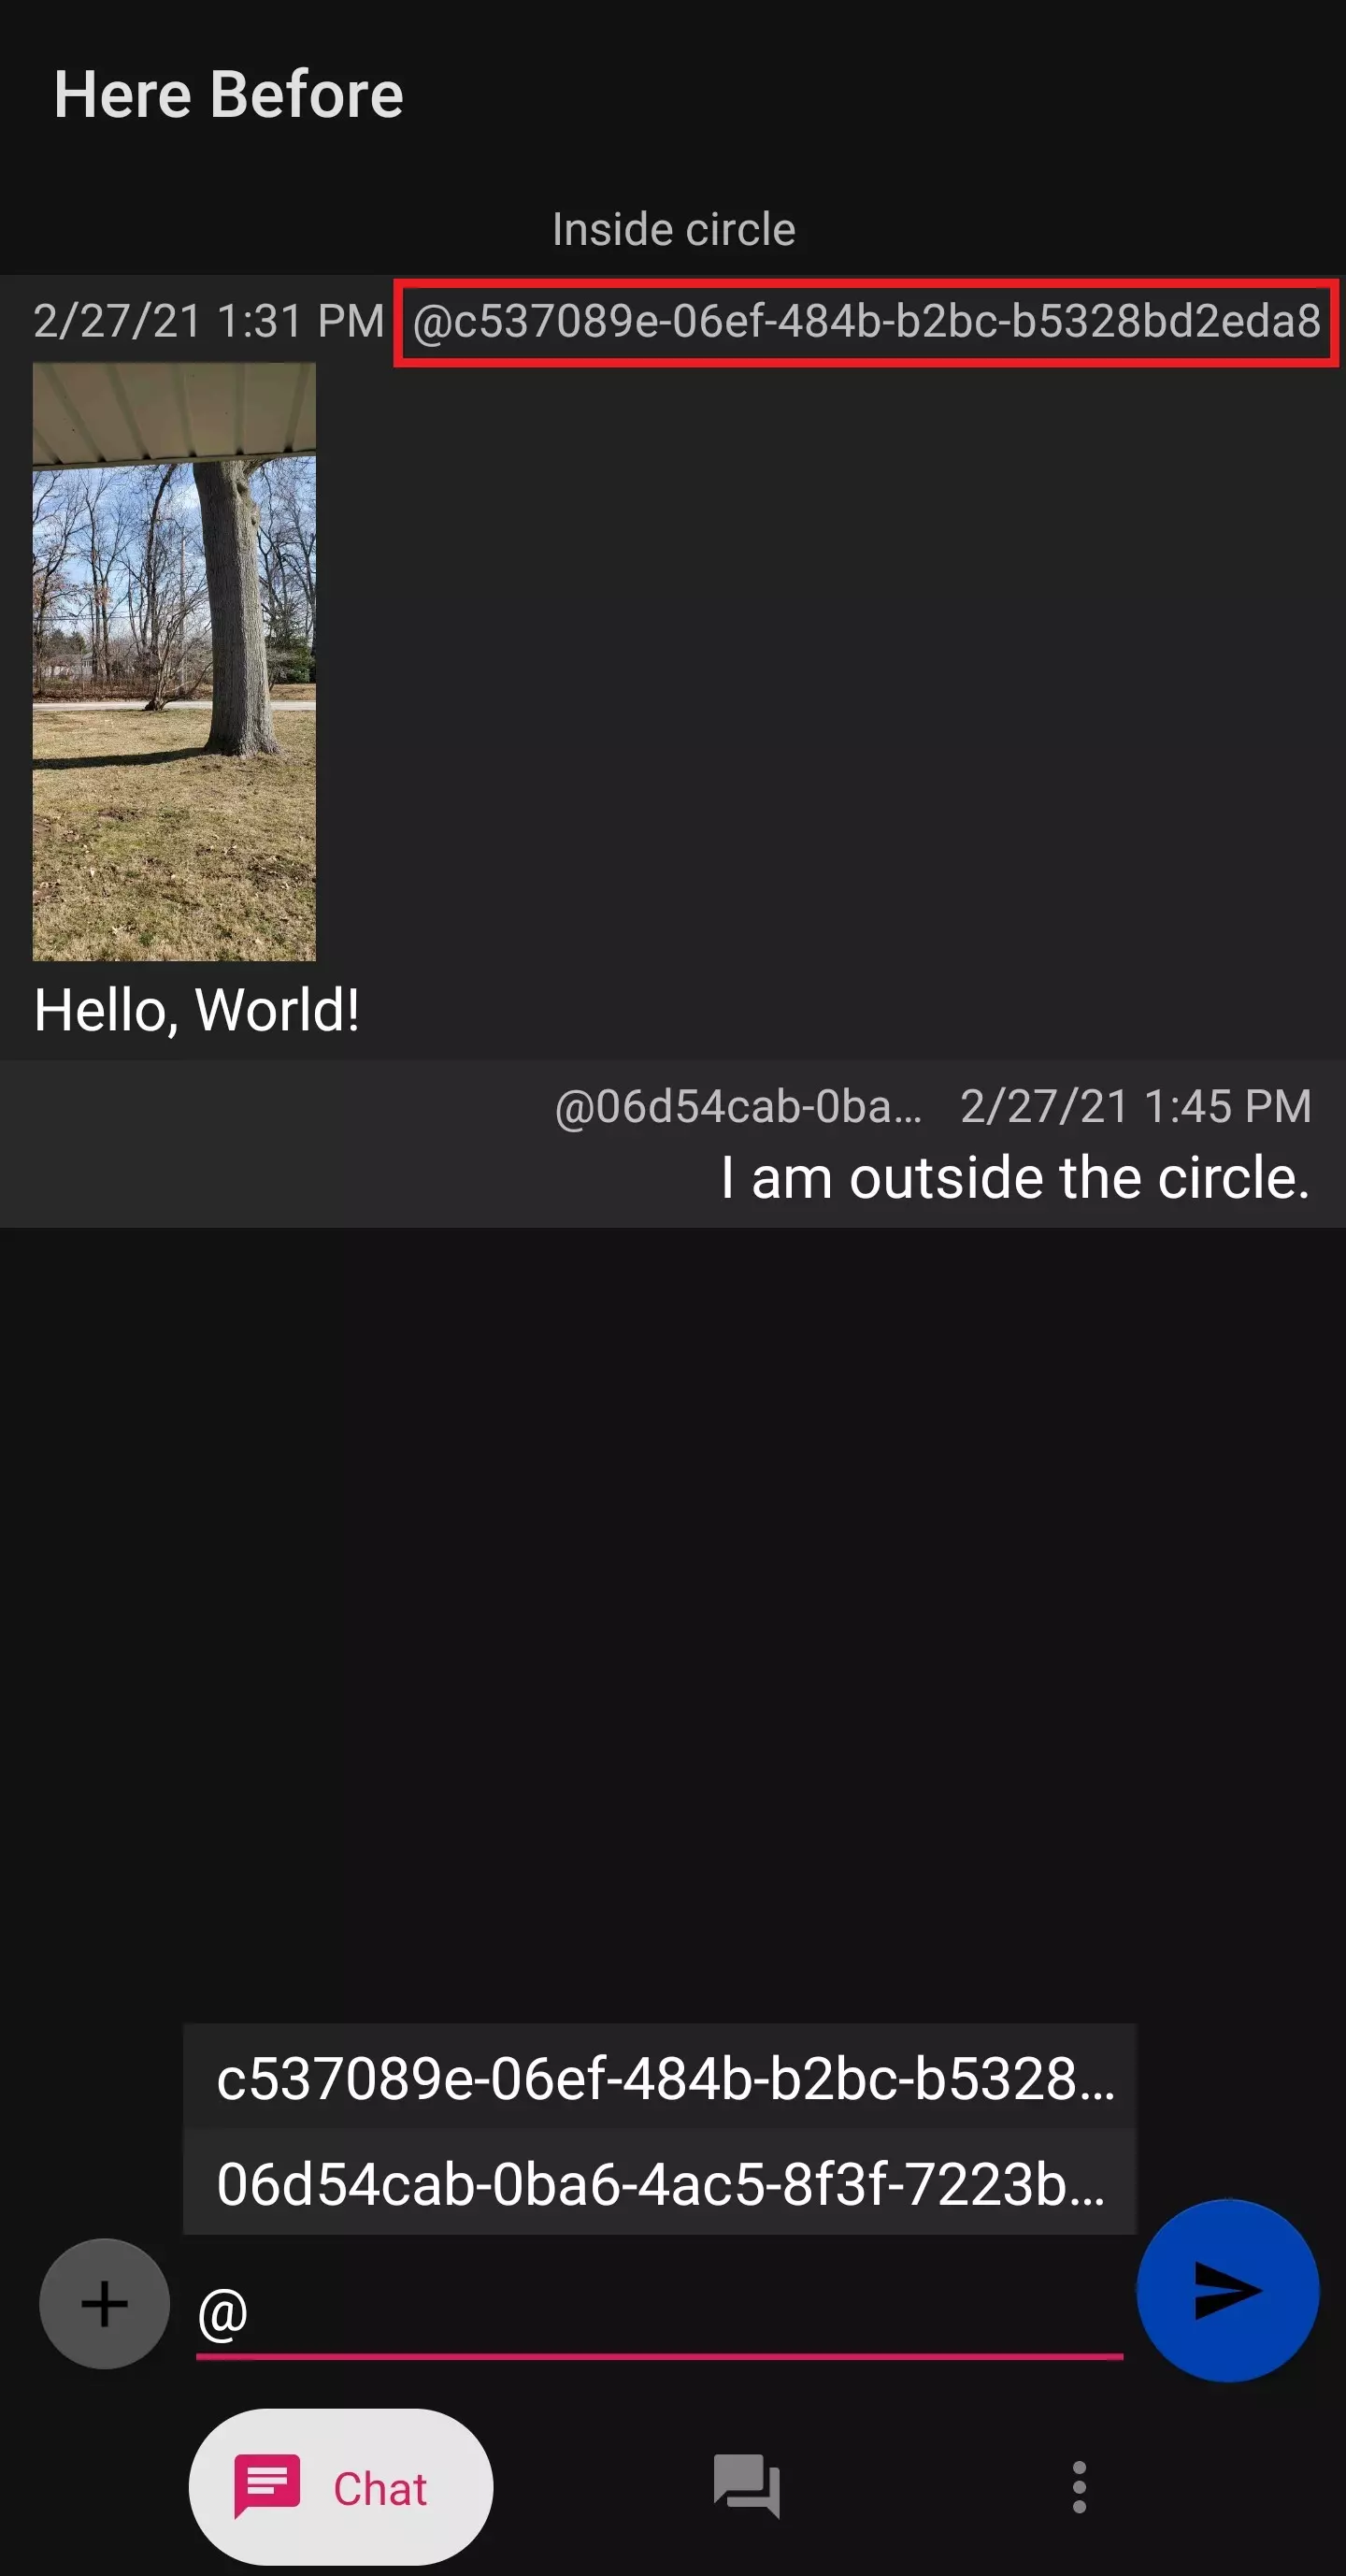 Here Before
Inside circle
2/27/21 1:31 PM @c537089e-06ef-484b-b2bc-b5328bd2eda8
Hello, World!
@06d54cab-0ba... 2/27/21 1:45 PM
I am outside the circle.
c537089e-06ef-484b-b2bc-b5328...
06d54cab-0ba6-4ac5-8f3f-7223b...
@
Chat